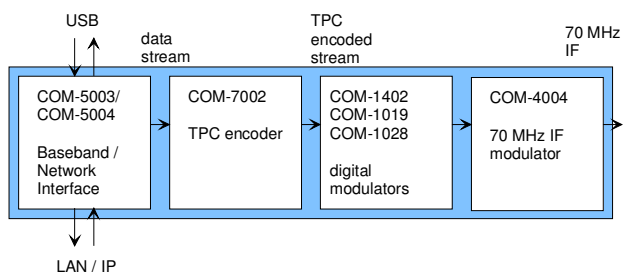 USB
data
stream
TPC
encoded
stream
70 MHz
IF
COM-5003/
COM-5004
Baseband /
Network
Interface
COM-7002
TPC encoder
COM-1402
COM-1019
COM-1028
digital
modulators
COM-4004
70 MHz IF
modulator
LAN / IP